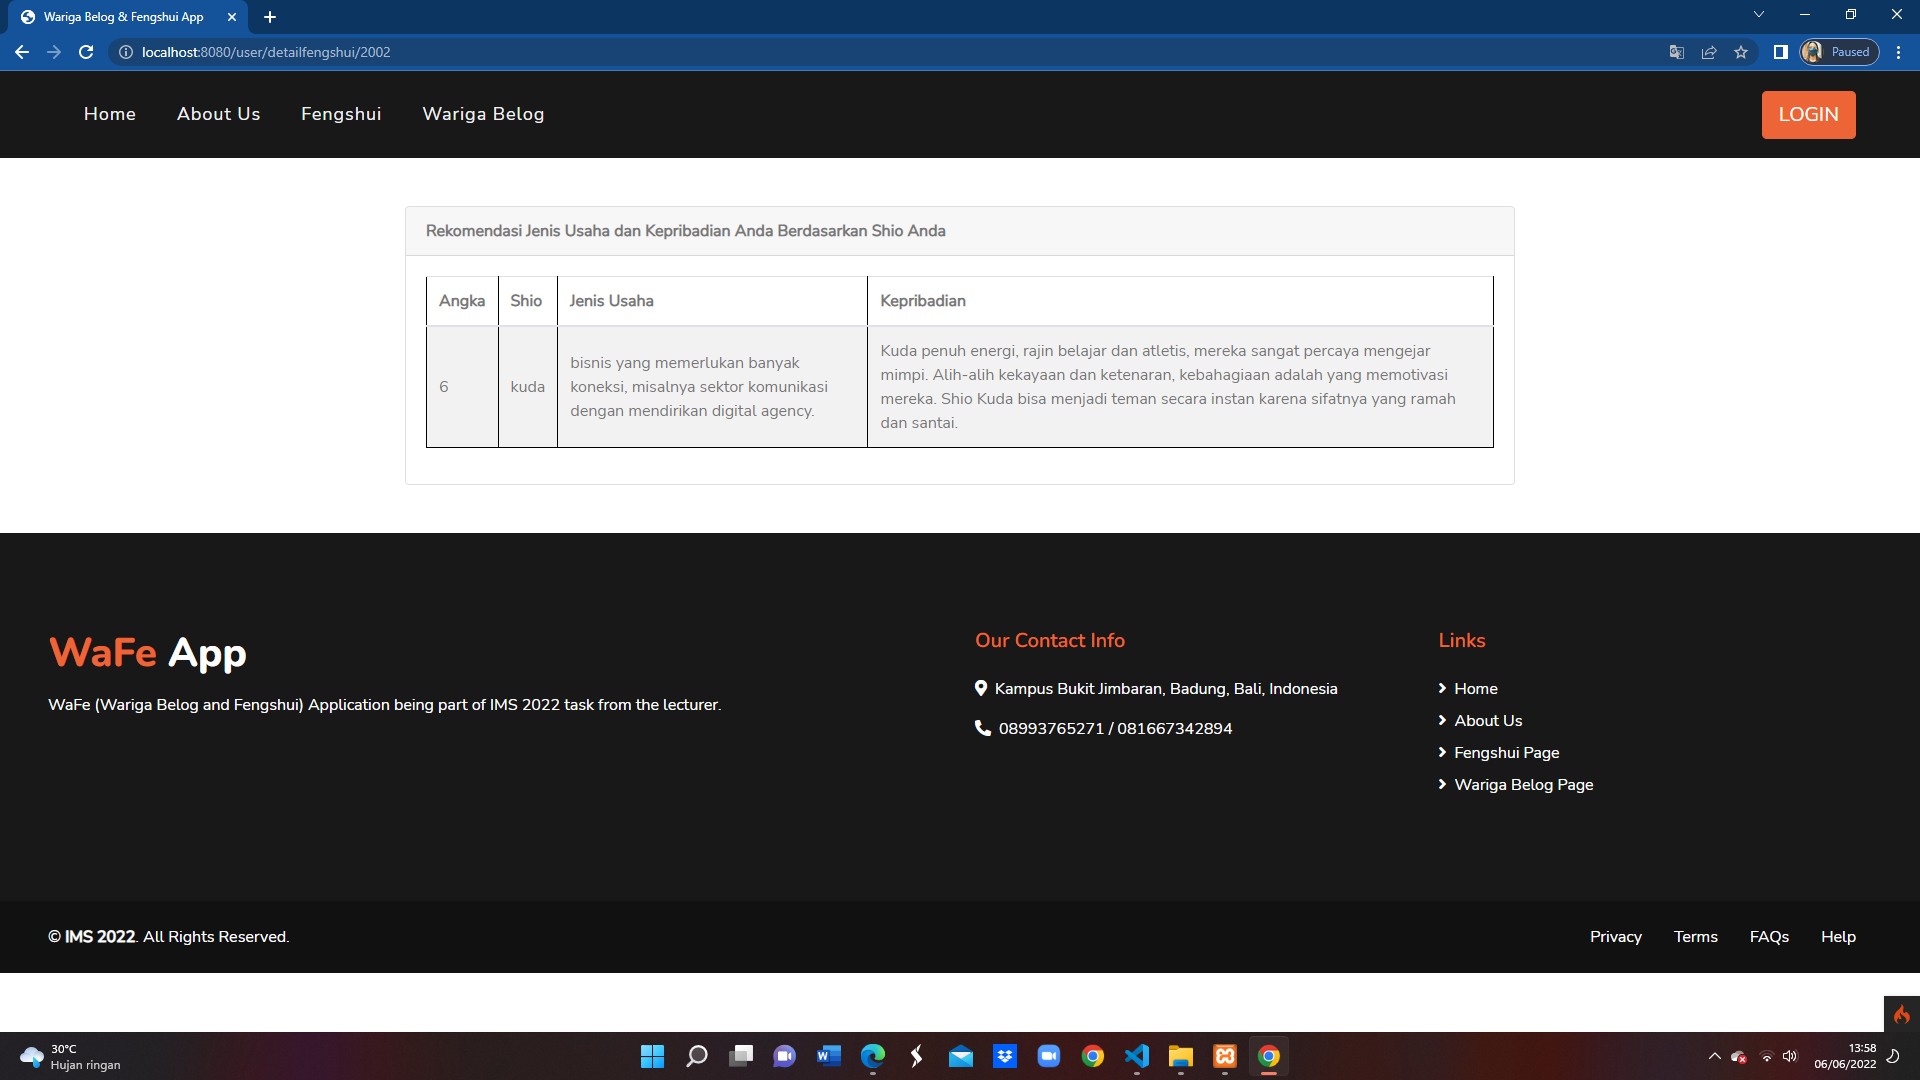 Wariga Belog & Fengshui App
localhost:8080/user/detailfengshui/2002
Paused
Home About Us Fengshui Wariga Belog
LOGIN
Rekomendasi Jenis Usaha dan Kepribadian Anda Berdasarkan Shio Anda
Angka Shio Jenis Usaha Kepribadian
6
kuda
bisnis yang memerlukan banyak
koneksi, misalnya sektor komunikasi
dengan mendirikan digital agency.
Kuda penuh energi, rajin belajar dan atletis, mereka sangat percaya mengejar
mimpi. Alih-alih kekayaan dan ketenaran, kebahagiaan adalah yang memotivasi
mereka. Shio Kuda bisa menjadi teman secara instan karena sifatnya yang ramah
dan santai.
WaFe App
WaFe (Wariga Belog and Fengshui) Application being part of IMS 2022 task from the lecturer.
Our Contact Info
Kampus Bukit Jimbaran, Badung, Bali, Indonesia
08993765271 / 081667342894
Links
Home
About Us
Fengshui Page
Wariga Belog Page
© IMS 2022. All Rights Reserved.
Privacy Terms FAQs Help
30°C
Hujan ringan
13:58
06/06/2022